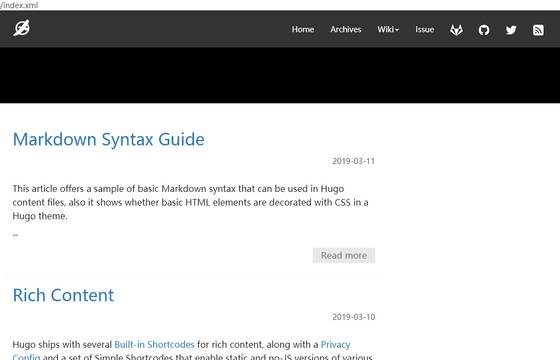 /index.xml
Home Archives Wiki Issue
Markdown Syntax Guide
2019-03-11
This article offers a sample of basic Markdown syntax that can be used in Hugo
content files, also it shows whether basic HTML elements are decorated with CSS in a
Hugo theme.
...
Read more
Rich Content
2019-03-10
Hugo ships with several Built-in Shortcodes for rich content, along with a Privacy
Config and a set of Simple Shortcodes that enable static and no-JS versions of various